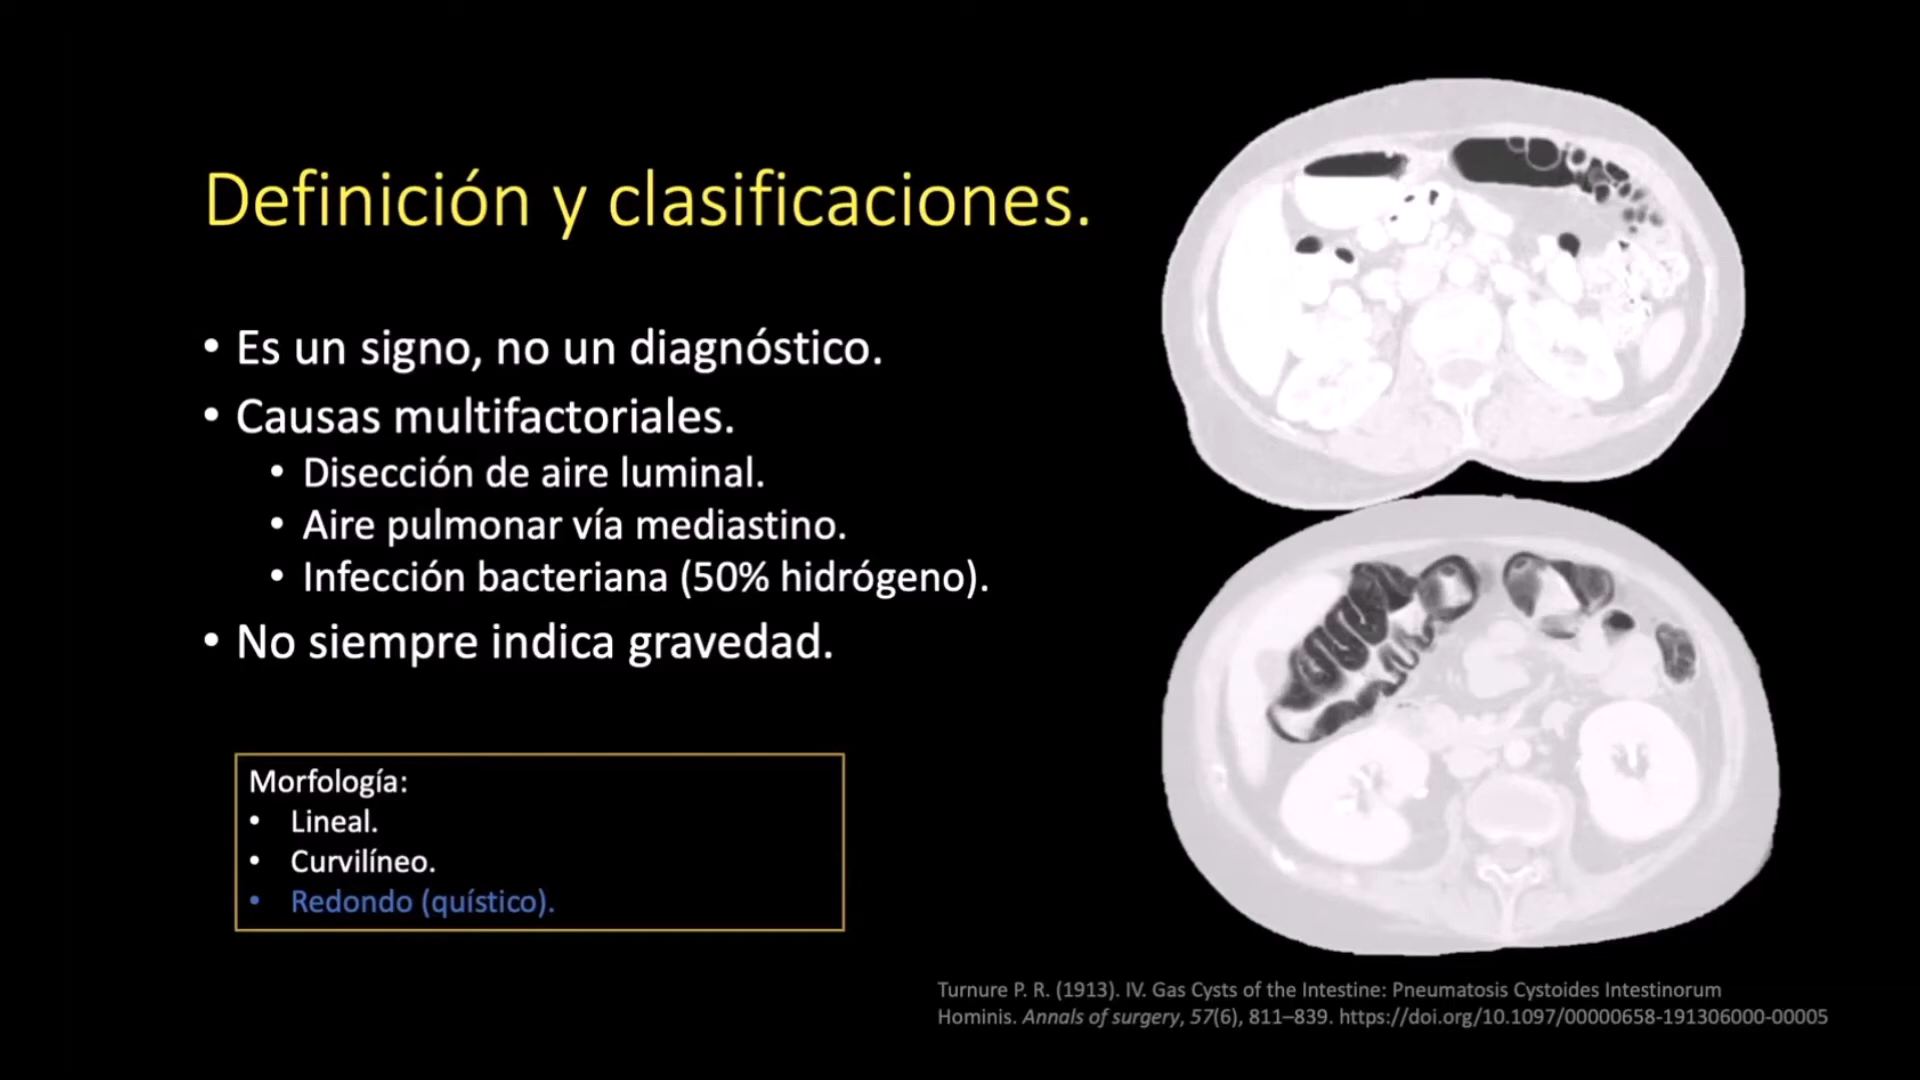 Definición y clasificaciones.
• Es un signo, no un diagnóstico.
• Causas multifactoriales.
• Disección de aire luminal.
• Aire pulmonar vía mediastino.
• Infección bacteriana (50% hidrógeno).
• No siempre indica gravedad.
Morfología:
• Lineal.
• Curvilíneo.
• Redondo (quístico).
Turnure P. R. (1913). IV. Gas Cysts of the Intestine: Pneumatosis Cystoides Intestinorum
Hominis. Annals of surgery, 57(6), 811–839. https://doi.org/10.1097/00000658-191306000-00005